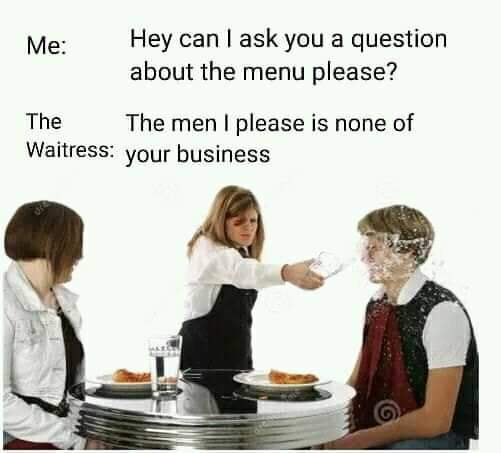 Me: Hey can I ask you a question
about the menu please?
The The men I please is none of
Waitress: your business